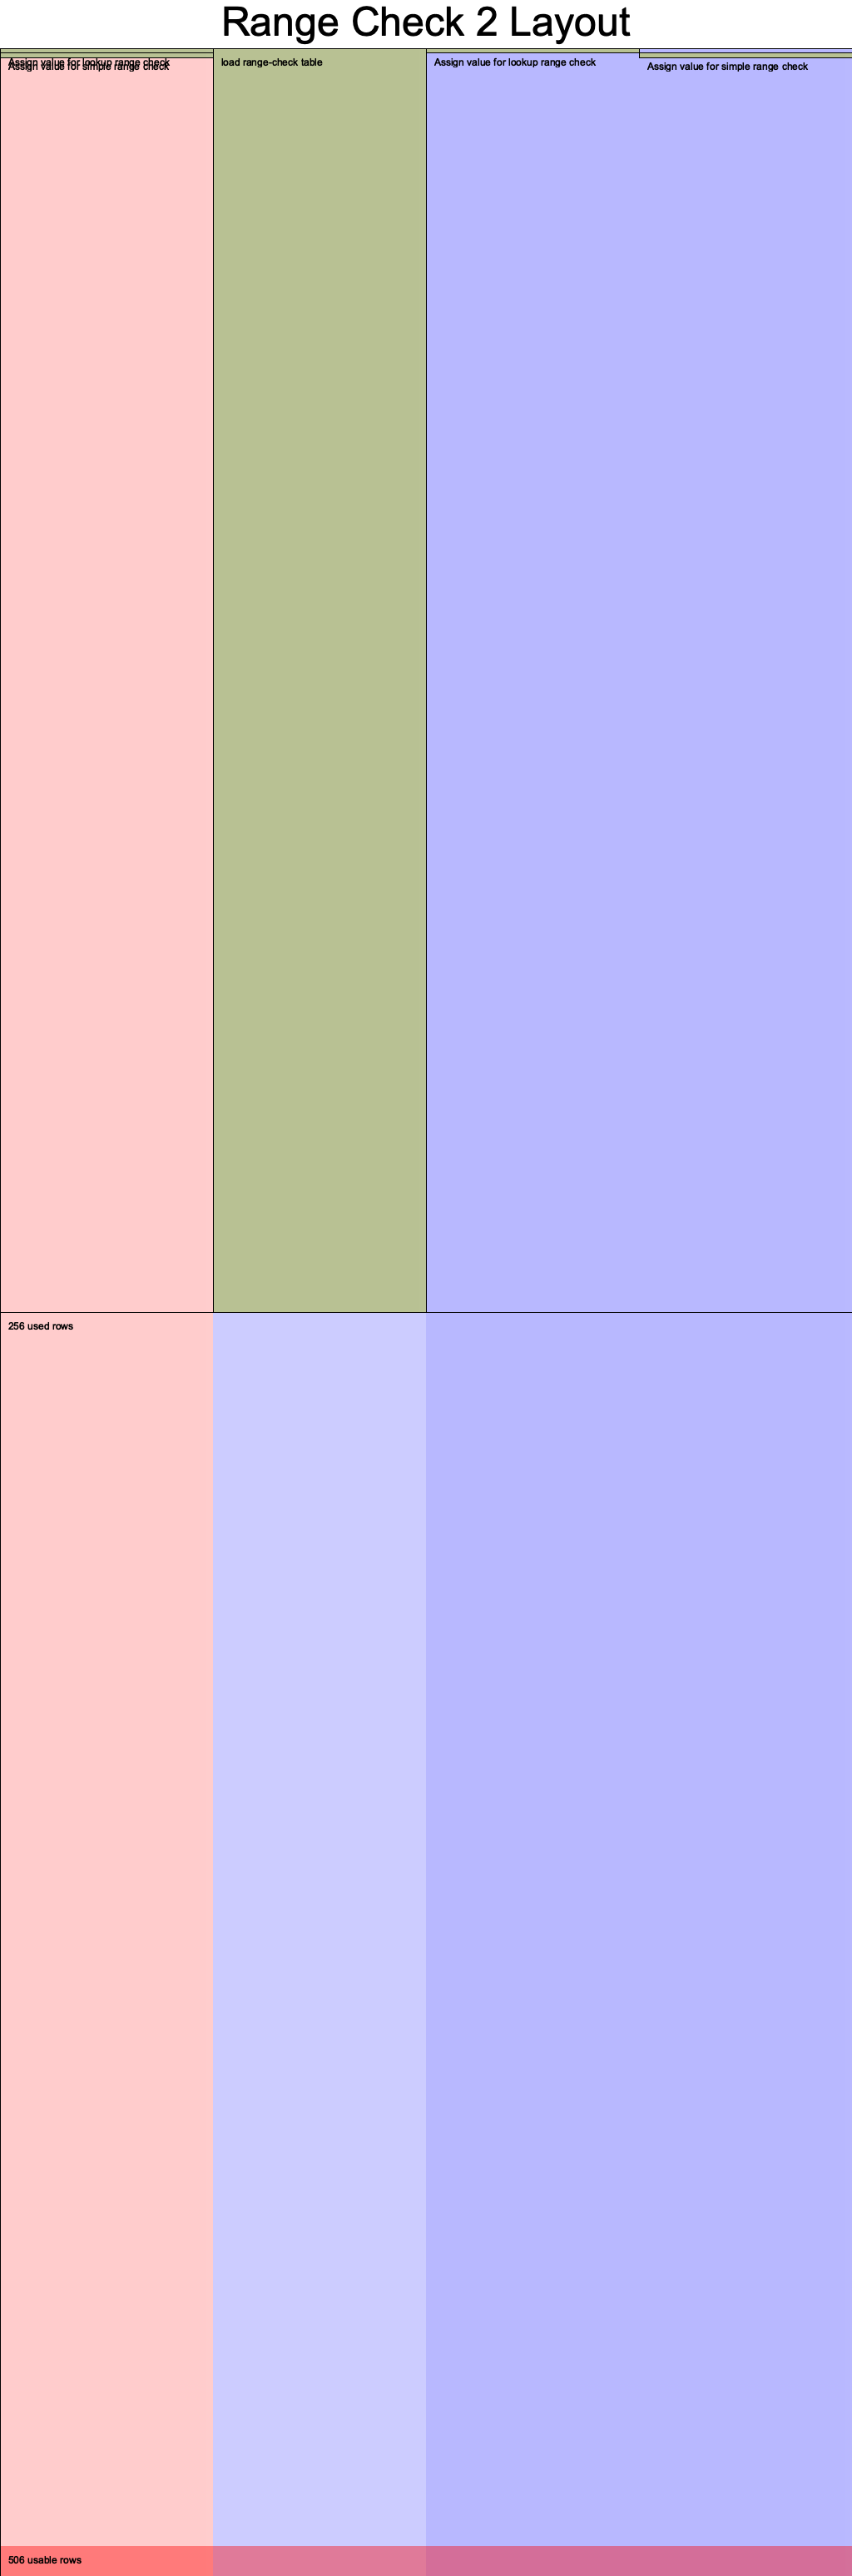 Range Check 2 Layout
Assign value for lookup range check
Assign value for simple range check
load range-check table
Assign value for lookup range check
Assign value for simple range check
256 used rows
506 usable rows